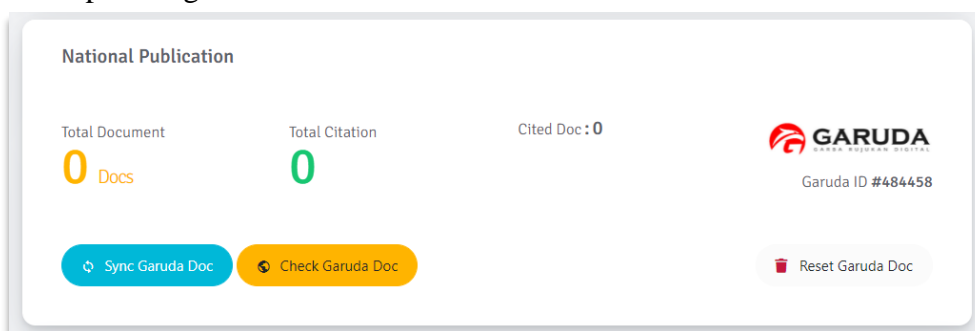 National Publication
Total Document
0 Docs
Total Citation
0
Cited Doc : 0
GARUDA
GARBA RUJUKAN DIGITAL
Garuda ID #484458
Sync Garuda Doc
Check Garuda Doc
Reset Garuda Doc